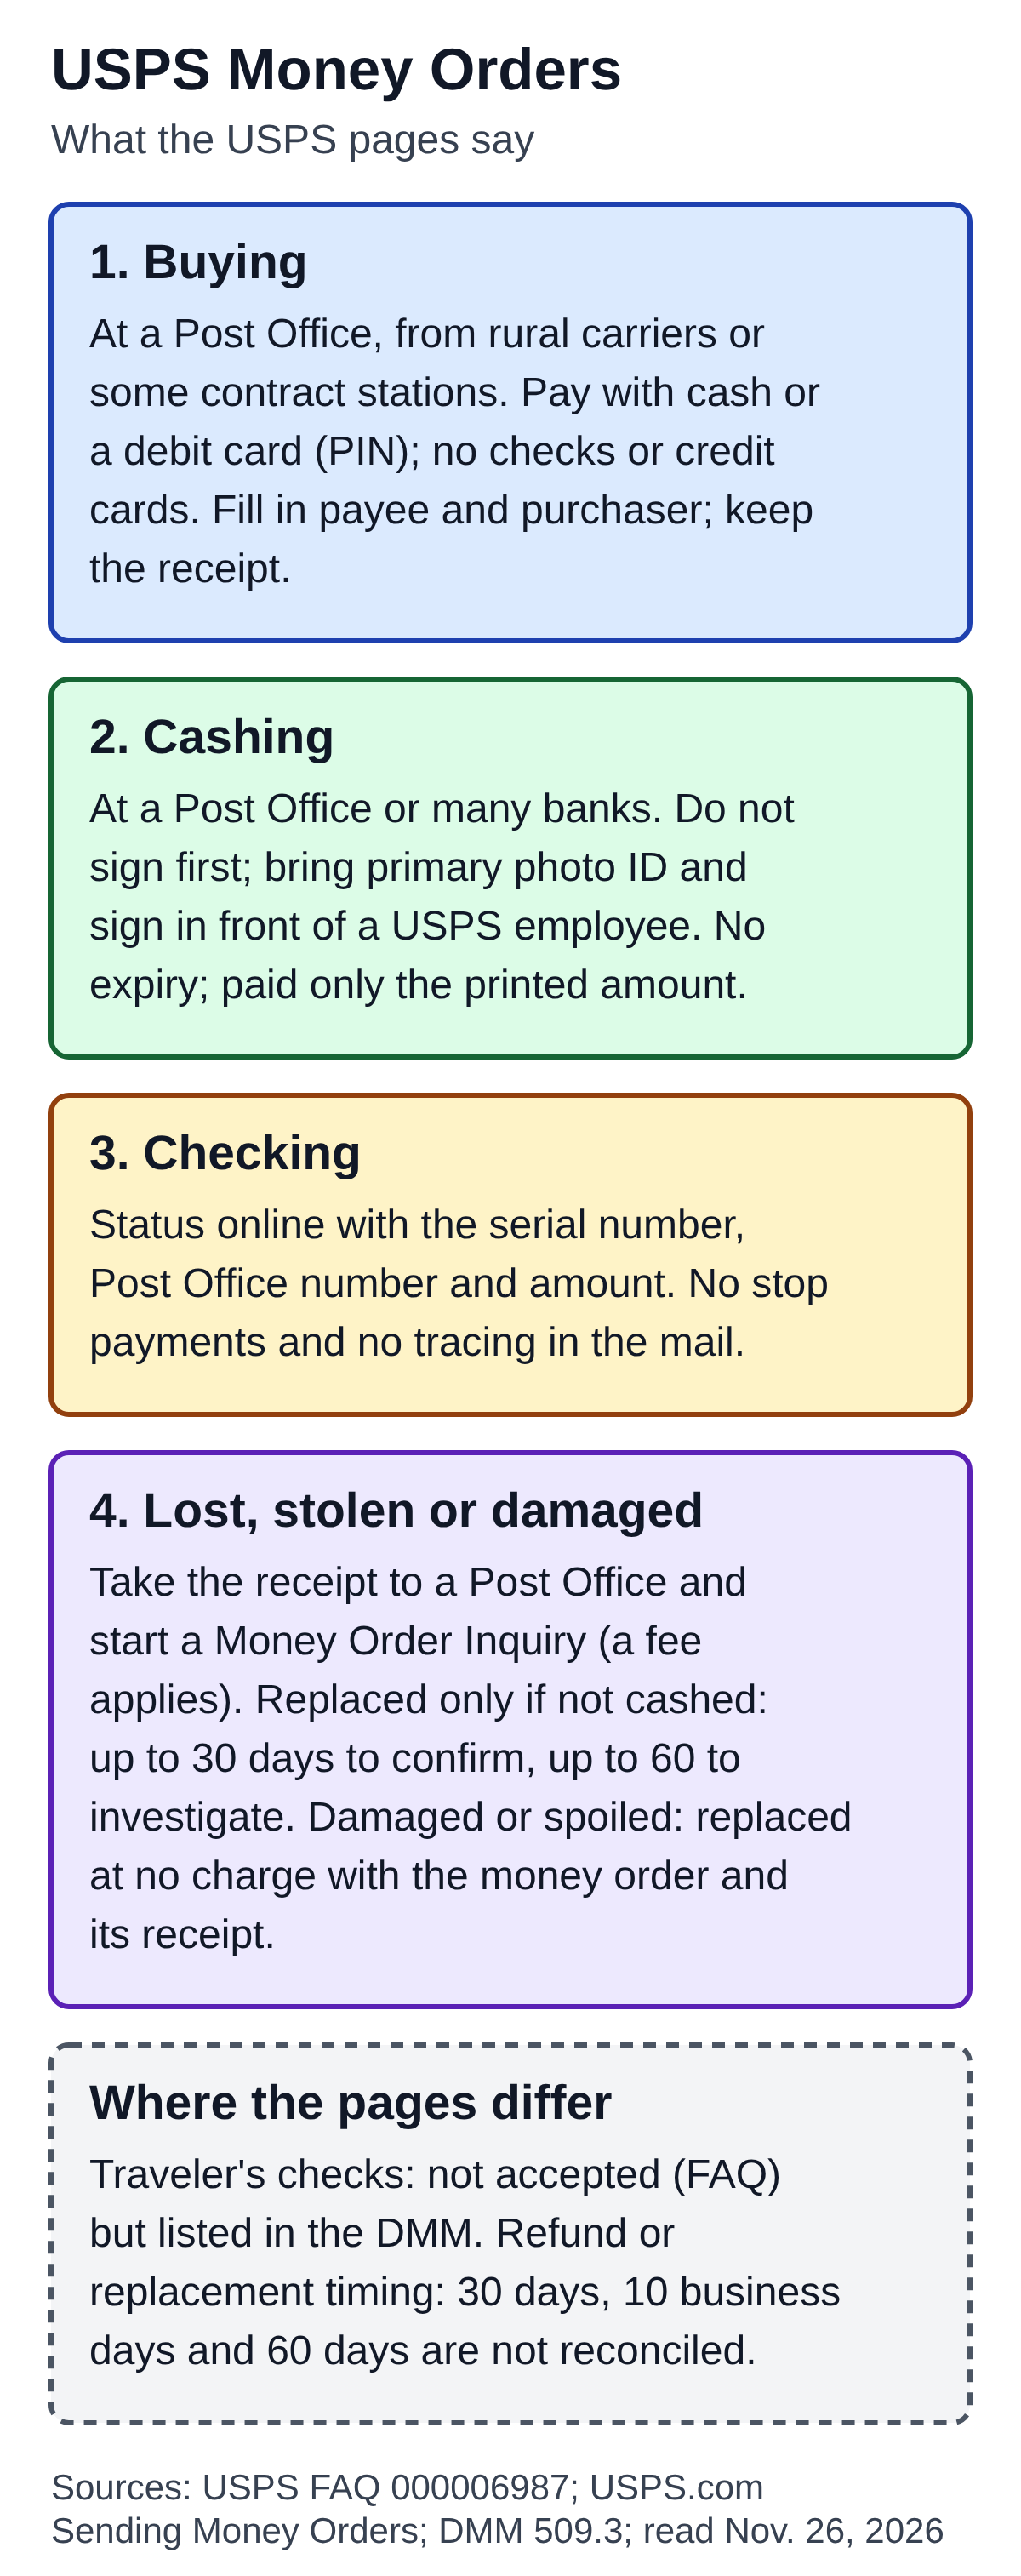 USPS Money Orders
What the USPS pages say
1. Buying
At a Post Office, from rural carriers or
some contract stations. Pay with cash or
a debit card (PIN); no checks or credit
cards. Fill in payee and purchaser; keep
the receipt.
2. Cashing
At a Post Office or many banks. Do not
sign first; bring primary photo ID and
sign in front of a USPS employee. No
expiry; paid only the printed amount.
3. Checking
Status online with the serial number,
Post Office number and amount. No stop
payments and no tracing in the mail.
4. Lost, stolen or damaged
Take the receipt to a Post Office and
start a Money Order Inquiry (a fee
applies). Replaced only if not cashed:
up to 30 days to confirm, up to 60 to
investigate. Damaged or spoiled: replaced
at no charge with the money order and
its receipt.
Where the pages differ
Traveler's checks: not accepted (FAQ)
but listed in the DMM. Refund or
replacement timing: 30 days, 10 business
days and 60 days are not reconciled.
Sources: USPS FAQ 000006987; USPS.com
Sending Money Orders; DMM 509.3; read Nov. 26, 2026